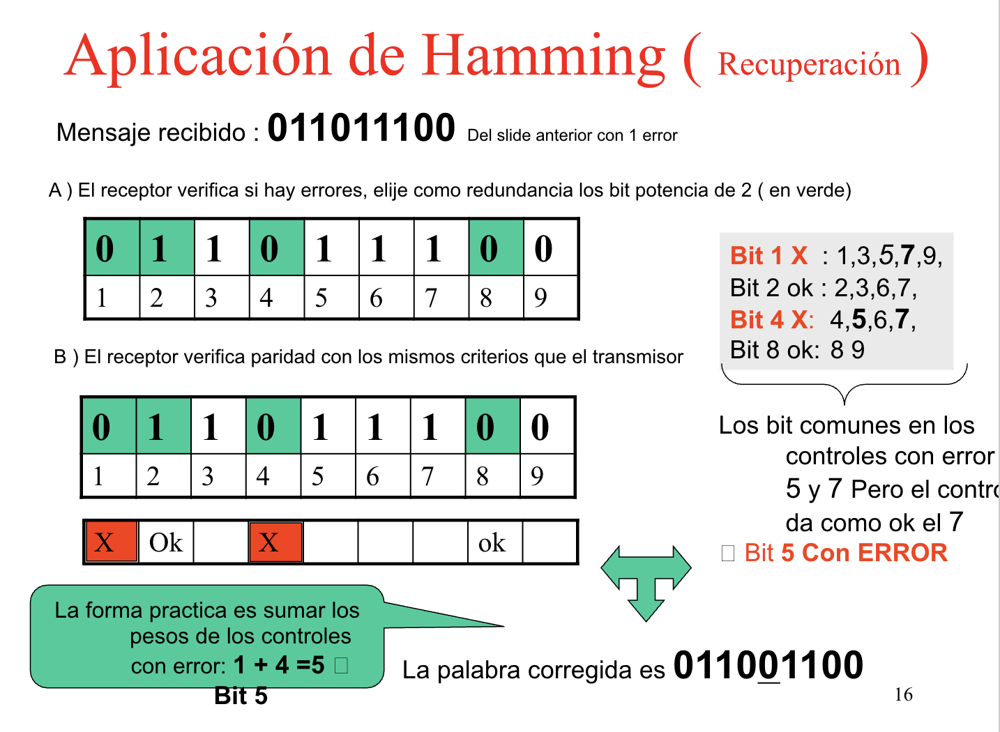 Aplicación de Hamming ( Recuperación )
Mensaje recibido : 011011100 Del slide anterior con 1 error
A ) El receptor verifica si hay errores, elije como redundancia los bit potencia de 2 ( en verde)
0 1 1 0 1 1 1 0 0
1 2 3 4 5 6 7 8 9
Bit 1 X : 1,3,5,7,9,
Bit 2 ok : 2,3,6,7,
Bit 4 X: 4,5,6,7,
Bit 8 ok: 8 9
B ) El receptor verifica paridad con los mismos criterios que el transmisor
0 1 1 0 1 1 1 0 0
1 2 3 4 5 6 7 8 9
X Ok X ok
Los bit comunes en los
controles con error
5 y 7 Pero el contro
da como ok el 7
Bit 5 Con ERROR
La forma practica es sumar los
pesos de los controles
con error: 1 + 4 =5
Bit 5
La palabra corregida es 011001100
16